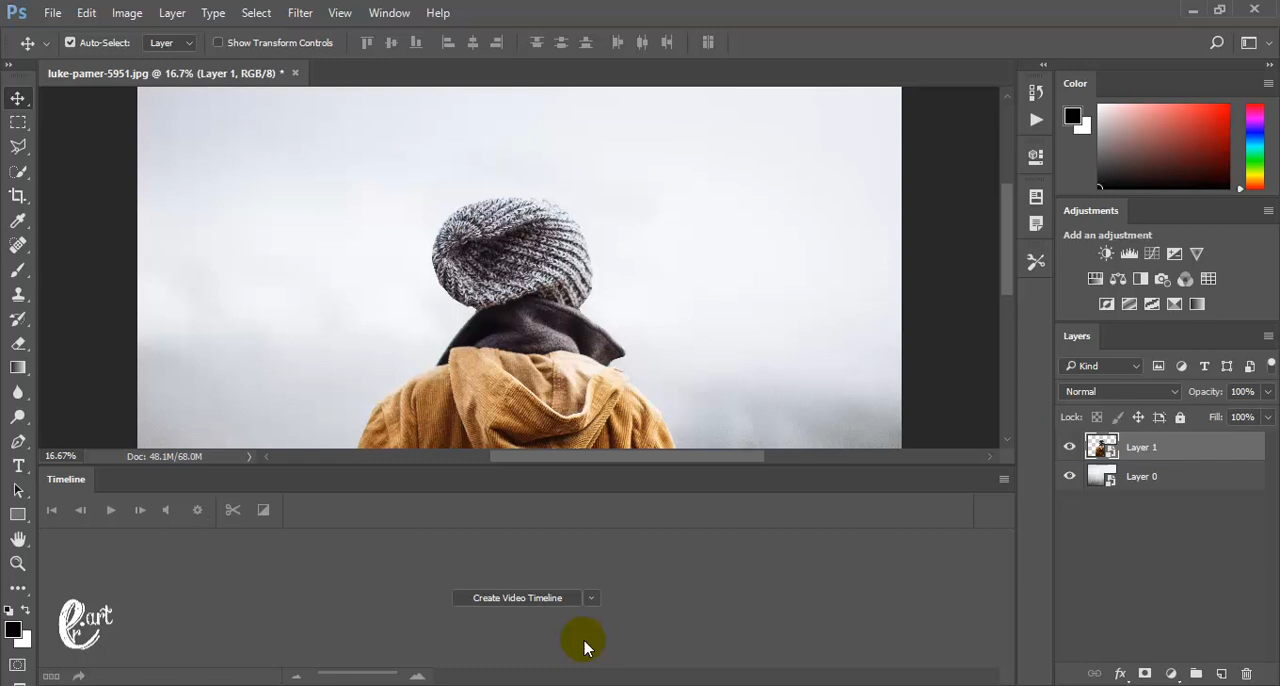 Ps File Edit Image Layer Type Select Filter View Window Help
Auto-Select: Layer Show Transform Controls
luke-pamer-5951.jpg @ 16.7% (Layer 1, RGB/8) *
Color
Adjustments
Add an adjustment
Layers
Kind
Normal Opacity: 100%
Lock: Fill: 100%
Layer 1
Layer 0
16.67% Doc: 48.1M/68.0M
Timeline
Create Video Timeline
art
fx